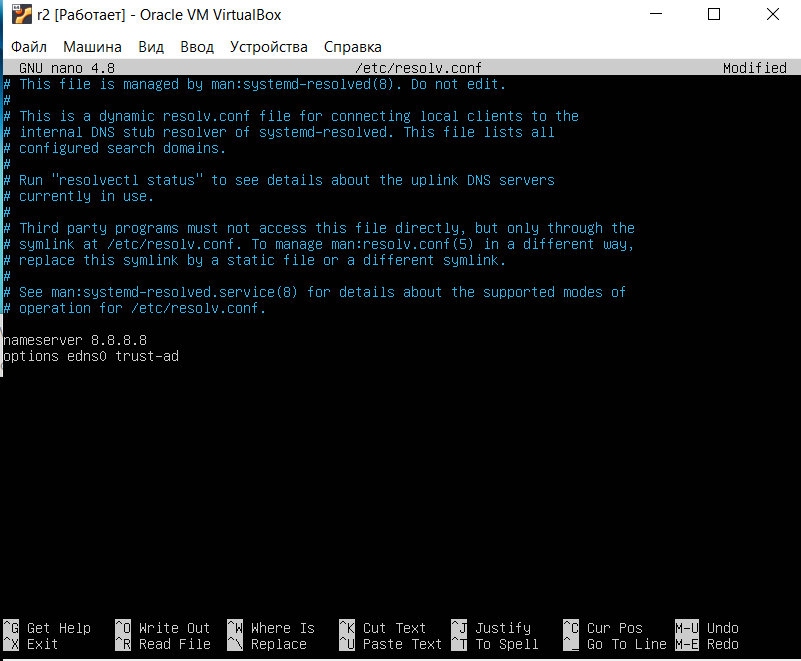 r2 [Работает] - Oracle VM VirtualBox
Файл Машина Вид Ввод Устройства Справка
GNU nano 4.8 /etc/resolv.conf Modified
# This file is managed by man:systemd-resolved(8). Do not edit.
#
# This is a dynamic resolv.conf file for connecting local clients to the
# internal DNS stub resolver of systemd-resolved. This file lists all
# configured search domains.
#
# Run "resolvectl status" to see details about the uplink DNS servers
# currently in use.
#
# Third party programs must not access this file directly, but only through the
# symlink at /etc/resolv.conf. To manage man:resolv.conf(5) in a different way,
# replace this symlink by a static file or a different symlink.
#
# See man:systemd-resolved.service(8) for details about the supported modes of
# operation for /etc/resolv.conf.
nameserver 8.8.8.8
options edns0 trust-ad
^G Get Help ^O Write Out ^W Where Is ^K Cut Text ^J Justify ^C Cur Pos M-U Undo
^X Exit ^R Read File ^\ Replace ^U Paste Text ^T To Spell ^_ Go To Line M-E Redo